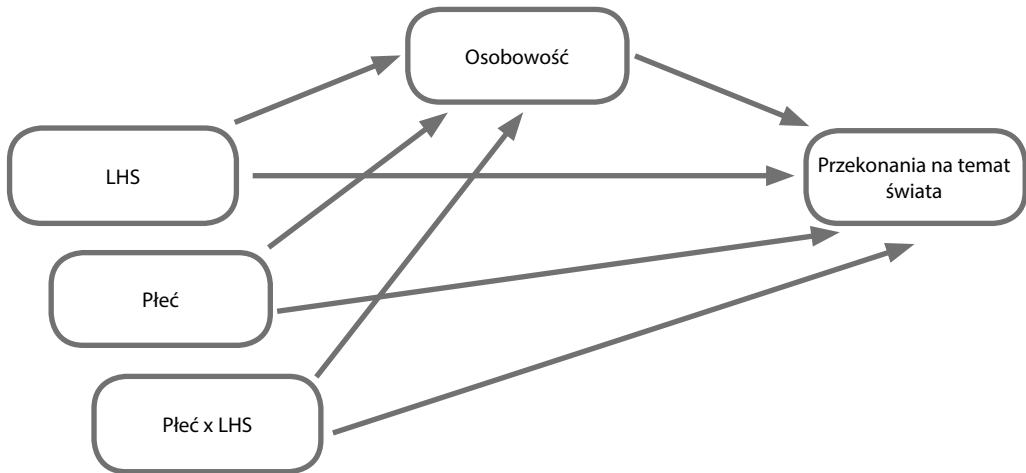 Osobowość
LHS
Przekonania na temat
świata
Płeć
Płeć x LHS